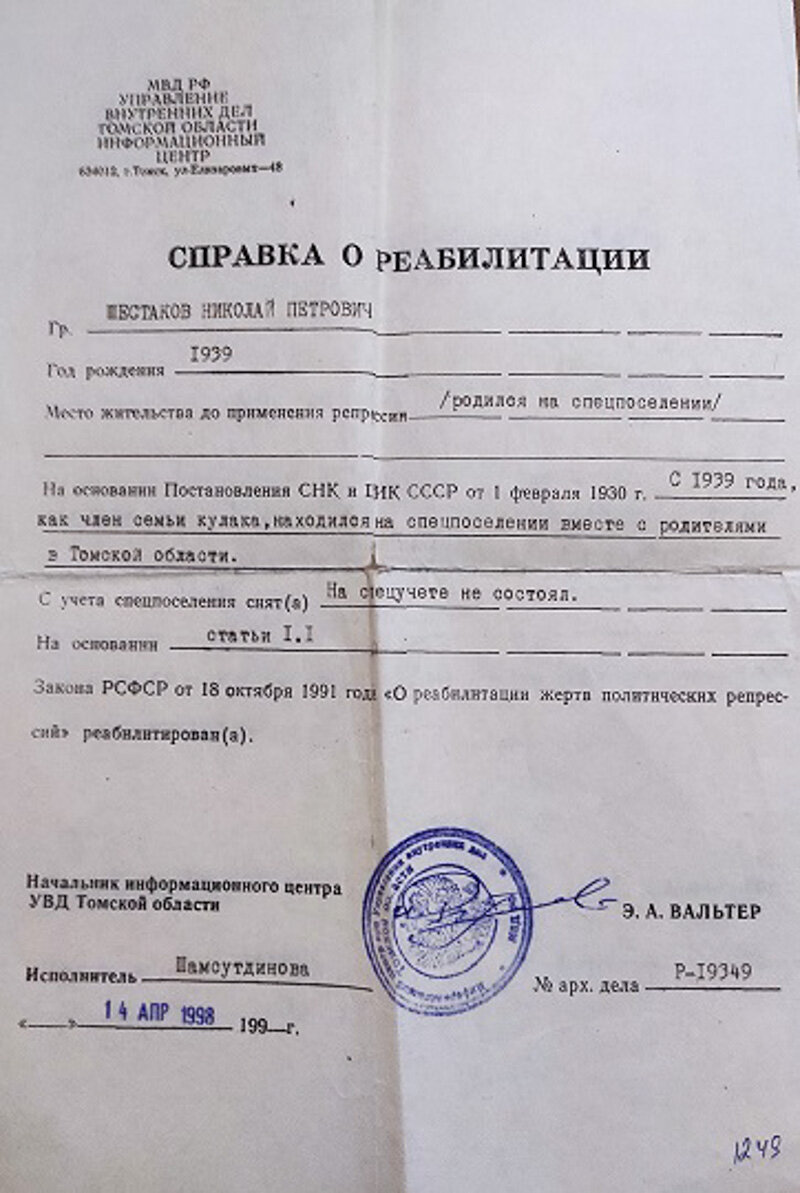 МВД РФ
УПРАВЛЕНИЕ
ВНУТРЕННИХ ДЕЛ
ТОМСКОЙ ОБЛАСТИ
ИНФОРМАЦИОННЫЙ
ЦЕНТР
634012, г. Томск, ул. Елизаровых—48
СПРАВКА О РЕАБИЛИТАЦИИ
Гр. ШЕСТАКОВ НИКОЛАЙ ПЕТРОВИЧ
Год рождения 1939
Место жительства до применения репрессии /родился на спецпоселении/
На основании Постановления СНК и ЦИК СССР от 1 февраля 1930 г. С 1939 года,
как член семьи кулака, находился на спецпоселении вместе с родителями
в Томской области.
С учета спецпоселения снят(а) На спецучете не состоял.
На основании статьи I.I
Закона РСФСР от 18 октября 1991 года «О реабилитации жертв политических репрес-
сий» реабилитирован(а).
Начальник информационного центра
УВД Томской области
Э. А. ВАЛЬТЕР
Исполнитель Шамсутдинова
№ арх. дела Р-19349
«—» 14 АПР 1998 199—г.
внутренних дел
1249